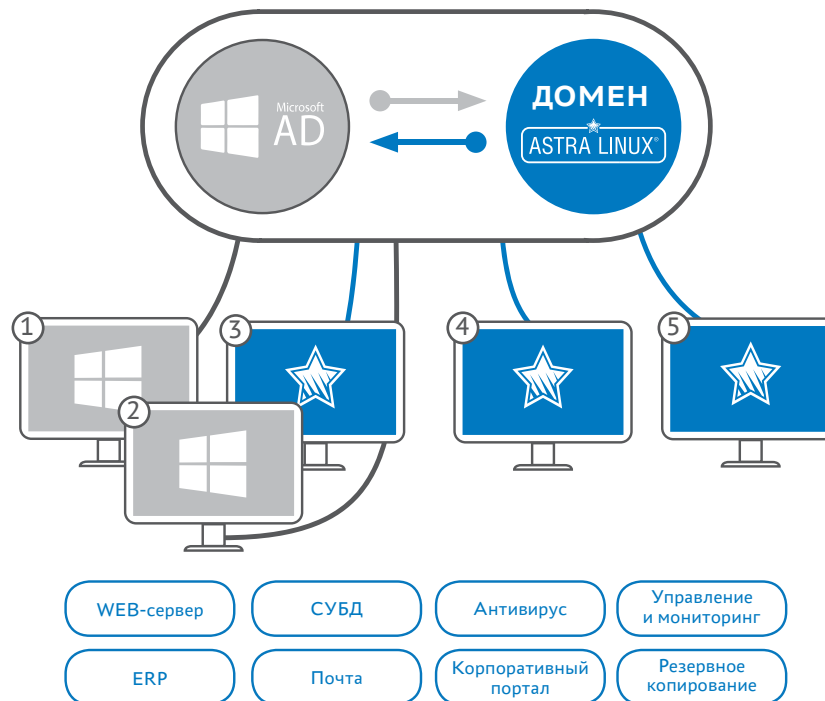 Microsoft
AD
ДОМЕН
ASTRA LINUX®
1
2
3
4
5
WEB-сервер
СУБД
Антивирус
Управление
и мониторинг
ERP
Почта
Корпоративный
портал
Резервное
копирование